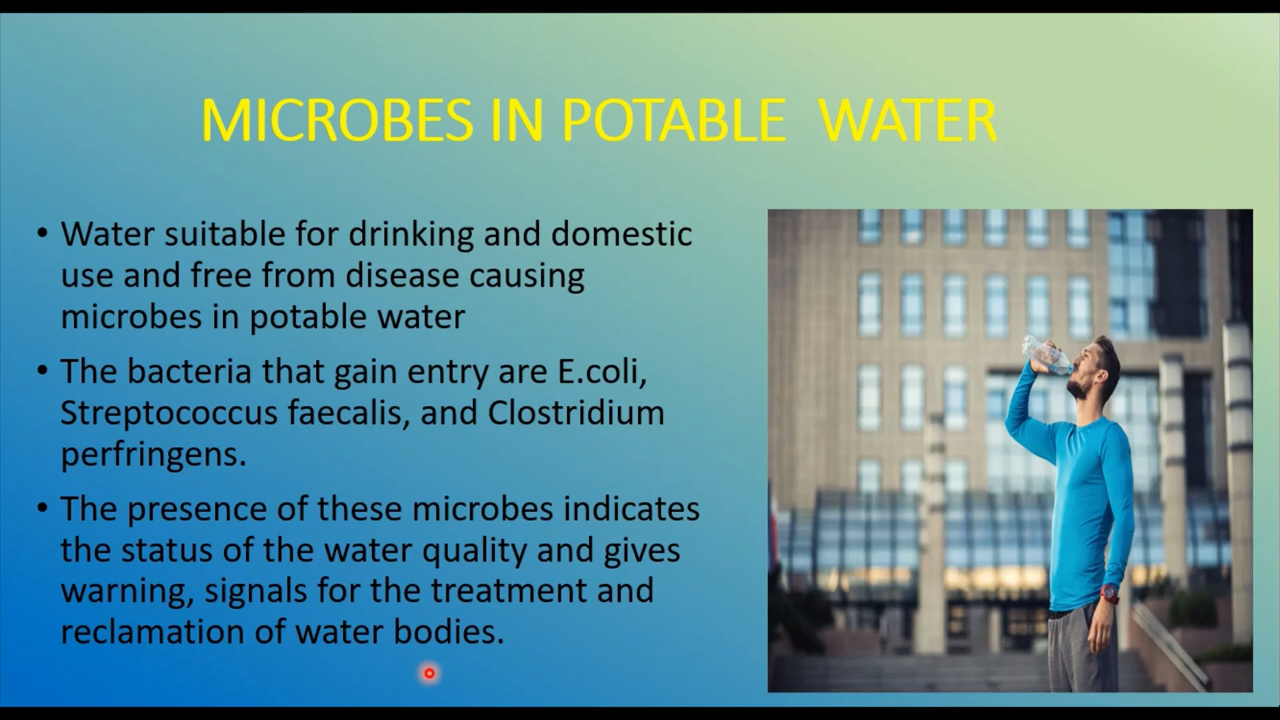 MICROBES IN POTABLE WATER
• Water suitable for drinking and domestic
use and free from disease causing
microbes in potable water
• The bacteria that gain entry are E.coli,
Streptococcus faecalis, and Clostridium
perfringens.
• The presence of these microbes indicates
the status of the water quality and gives
warning, signals for the treatment and
reclamation of water bodies.